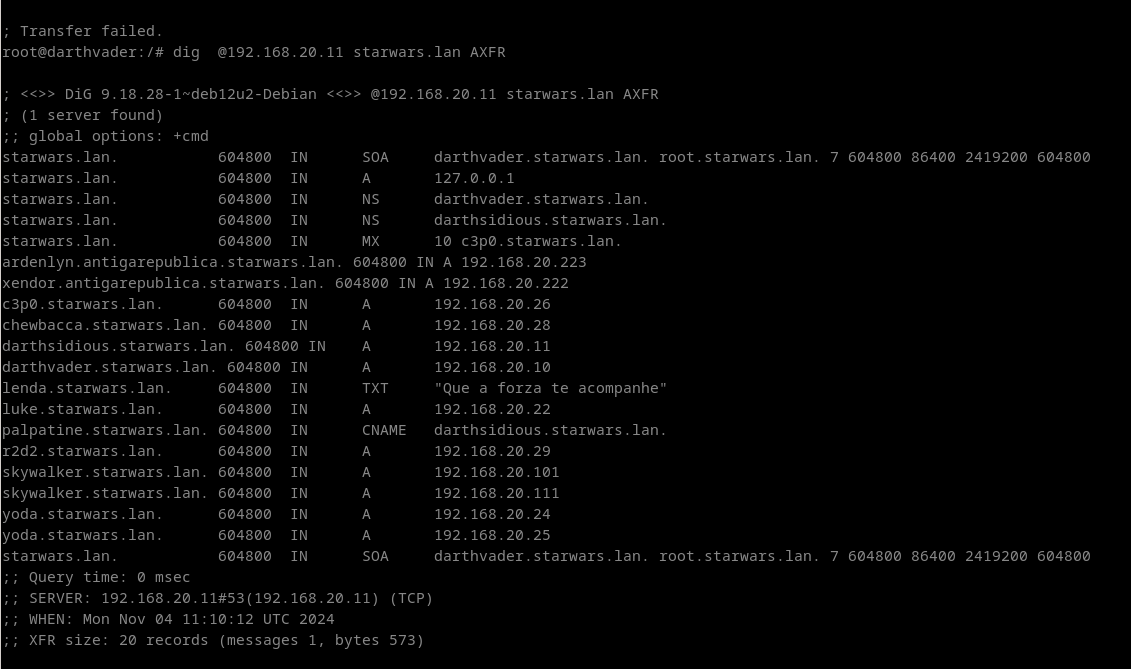 ; Transfer failed.
root@darthvader:/# dig  @192.168.20.11 starwars.lan AXFR

; <<>> DiG 9.18.28-1~deb12u2-Debian <<>> @192.168.20.11 starwars.lan AXFR
; (1 server found)
;; global options: +cmd
starwars.lan.           604800  IN      SOA     darthvader.starwars.lan. root.starwars.lan. 7 604800 86400 2419200 604800
starwars.lan.           604800  IN      A       127.0.0.1
starwars.lan.           604800  IN      NS      darthvader.starwars.lan.
starwars.lan.           604800  IN      NS      darthsidious.starwars.lan.
starwars.lan.           604800  IN      MX      10 c3p0.starwars.lan.
ardenlyn.antigarepublica.starwars.lan. 604800 IN A 192.168.20.223
xendor.antigarepublica.starwars.lan. 604800 IN A 192.168.20.222
c3p0.starwars.lan.      604800  IN      A       192.168.20.26
chewbacca.starwars.lan. 604800  IN      A       192.168.20.28
darthsidious.starwars.lan. 604800 IN    A       192.168.20.11
darthvader.starwars.lan. 604800 IN      A       192.168.20.10
lenda.starwars.lan.     604800  IN      TXT     "Que a forza te acompanhe"
luke.starwars.lan.      604800  IN      A       192.168.20.22
palpatine.starwars.lan. 604800  IN      CNAME   darthsidious.starwars.lan.
r2d2.starwars.lan.      604800  IN      A       192.168.20.29
skywalker.starwars.lan. 604800  IN      A       192.168.20.101
skywalker.starwars.lan. 604800  IN      A       192.168.20.111
yoda.starwars.lan.      604800  IN      A       192.168.20.24
yoda.starwars.lan.      604800  IN      A       192.168.20.25
starwars.lan.           604800  IN      SOA     darthvader.starwars.lan. root.starwars.lan. 7 604800 86400 2419200 604800
;; Query time: 0 msec
;; SERVER: 192.168.20.11#53(192.168.20.11) (TCP)
;; WHEN: Mon Nov 04 11:10:12 UTC 2024
;; XFR size: 20 records (messages 1, bytes 573)